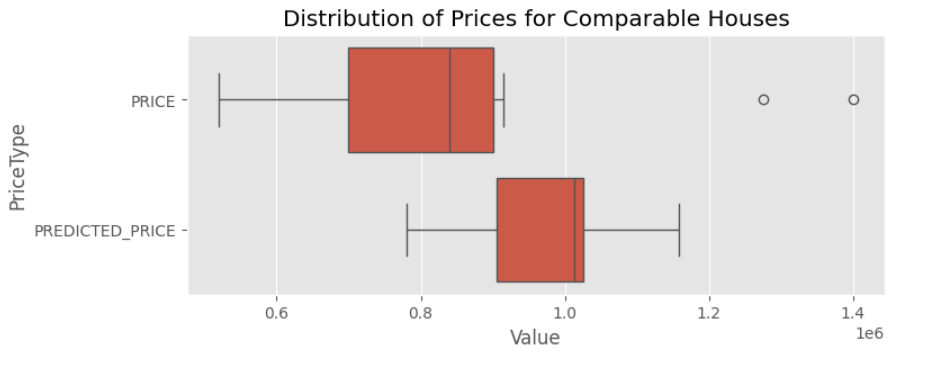 Distribution of Prices for Comparable Houses
PriceType
PRICE
PREDICTED_PRICE
0.6 0.8 1.0 1.2 1.4
1e6
Value